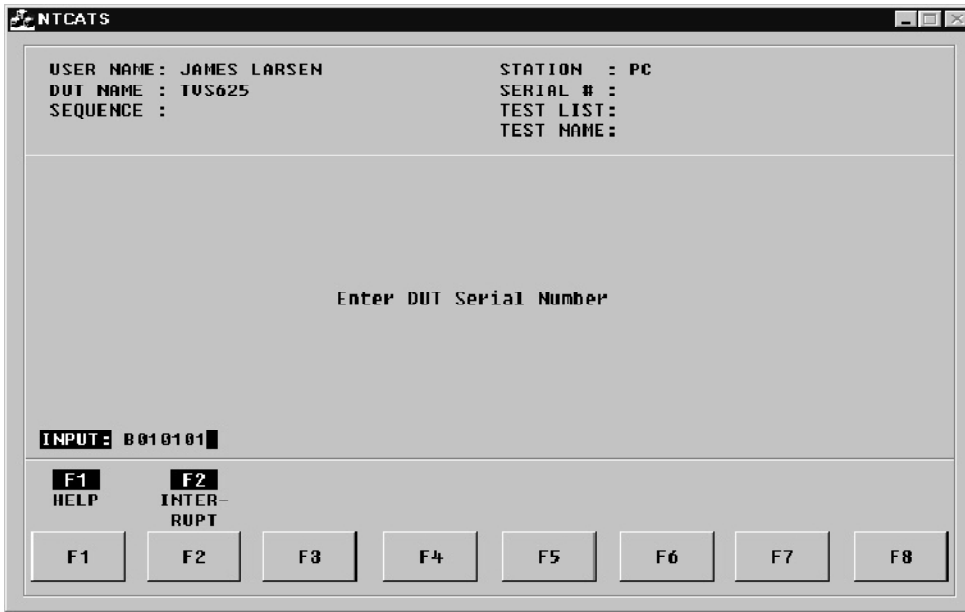 NTCATS
USER NAME: JAMES LARSEN
DUT NAME : TVS625
SEQUENCE :
STATION : PC
SERIAL # :
TEST LIST:
TEST NAME:
Enter DUT Serial Number
INPUT: B010101
F1
HELP
F2
INTER-
RUPT
F1 F2 F3 F4 F5 F6 F7 F8